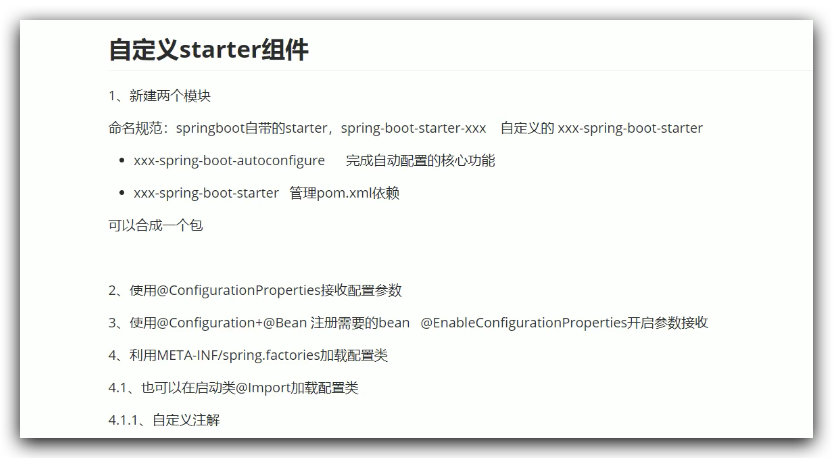 自定义starter组件
1、新建两个模块
命名规范：springboot自带的starter，spring-boot-starter-xxx 自定义的 xxx-spring-boot-starter
• xxx-spring-boot-autoconfigure 完成自动配置的核心功能
• xxx-spring-boot-starter 管理pom.xml依赖
可以合成一个包
2、使用@ConfigurationProperties接收配置参数
3、使用@Configuration+@Bean 注册需要的bean @EnableConfigurationProperties开启参数接收
4、利用META-INF/spring.factories加载配置类
4.1、也可以在启动类@Import加载配置类
4.1.1、自定义注解